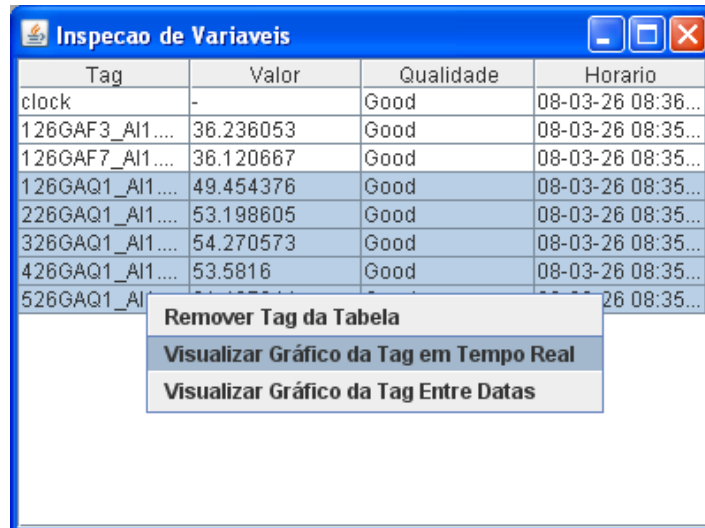 Inspecao de Variaveis
Tag Valor Qualidade Horario
clock - Good 08-03-26 08:36...
126GAF3_AI1.... 36.236053 Good 08-03-26 08:35...
126GAF7_AI1.... 36.120667 Good 08-03-26 08:35...
126GAQ1_AI1.... 49.454376 Good 08-03-26 08:35...
226GAQ1_AI1.... 53.198605 Good 08-03-26 08:35...
326GAQ1_AI1.... 54.270573 Good 08-03-26 08:35...
426GAQ1_AI1.... 53.5816 Good 08-03-26 08:35...
526GAQ1_AI 26 08:35...
Remover Tag da Tabela
Visualizar Gráfico da Tag em Tempo Real
Visualizar Gráfico da Tag Entre Datas